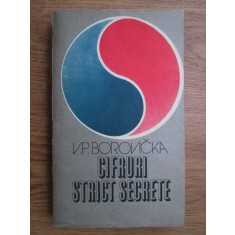 V.P. BOROVIČKA
CIFRURI
STRICT SECRETE